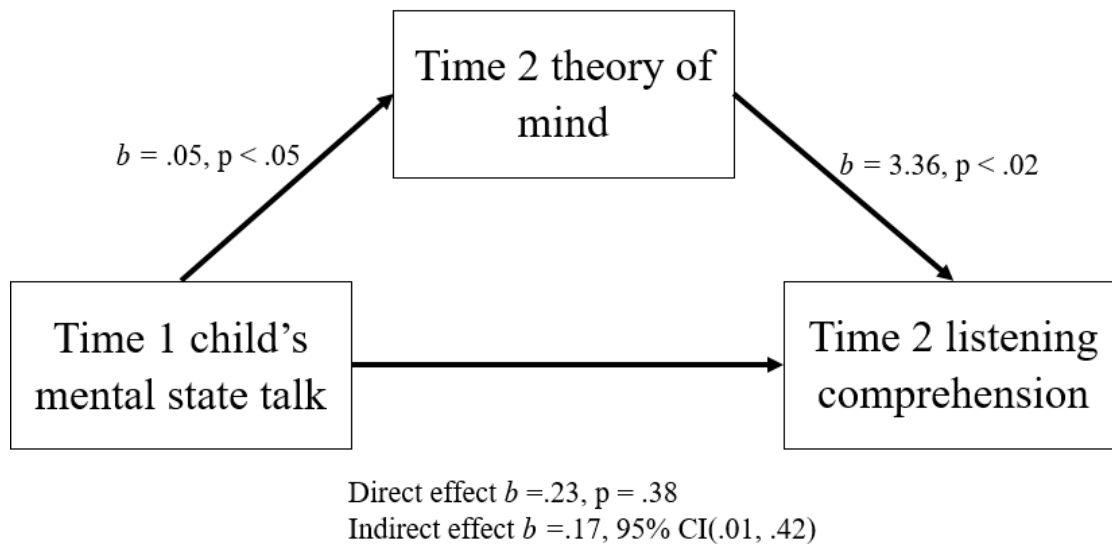 Time 2 theory of
mind
b = .05, p < .05
b = 3.36, p < .02
Time 1 child’s
mental state talk
Time 2 listening
comprehension
Direct effect b =.23, p = .38
Indirect effect b =.17, 95% CI(.01, .42)